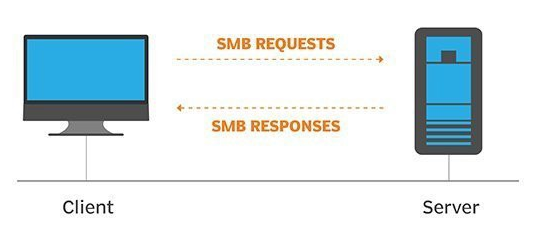 SMB REQUESTS
SMB RESPONSES
Client
Server